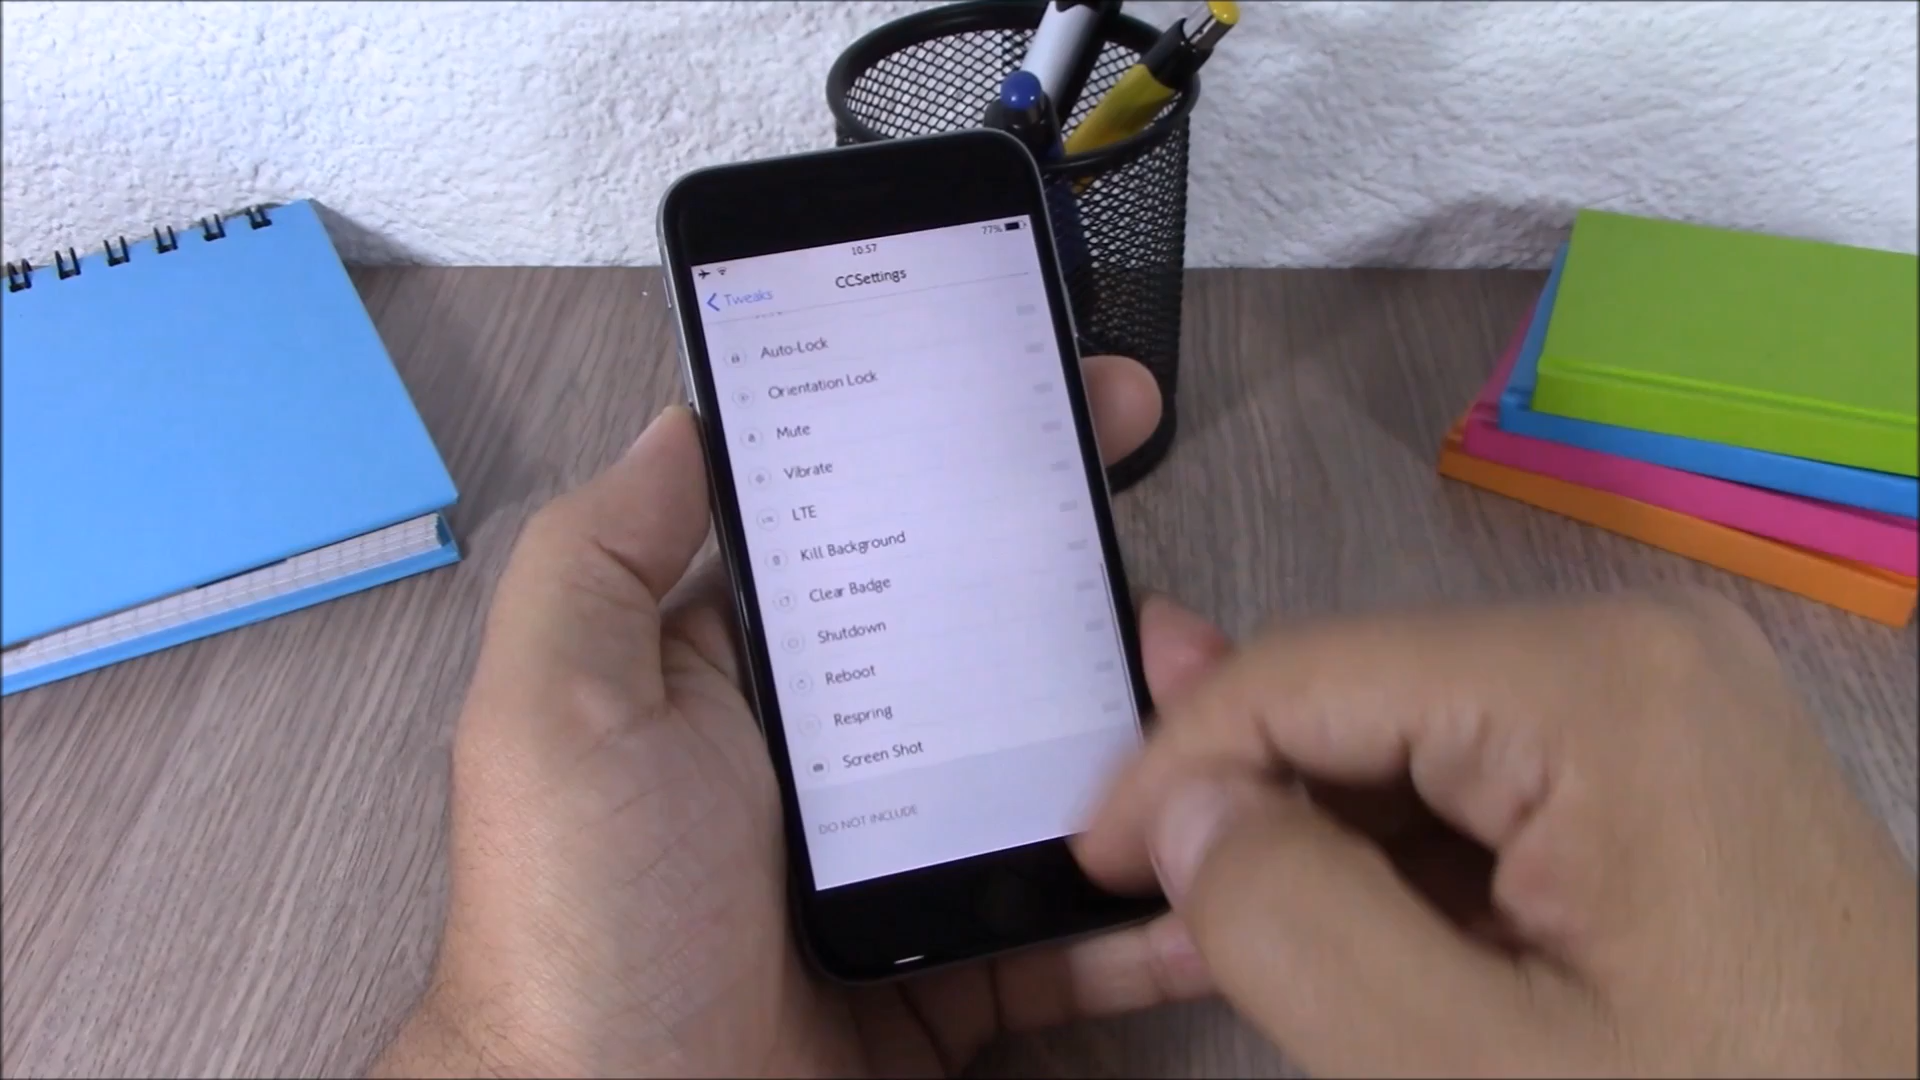 10:57
77%
Tweaks
CCSettings
Auto-Lock
Orientation Lock
Mute
Vibrate
LTE
Kill Background
Clear Badge
Shutdown
Reboot
Respring
Screen Shot
DO NOT INCLUDE